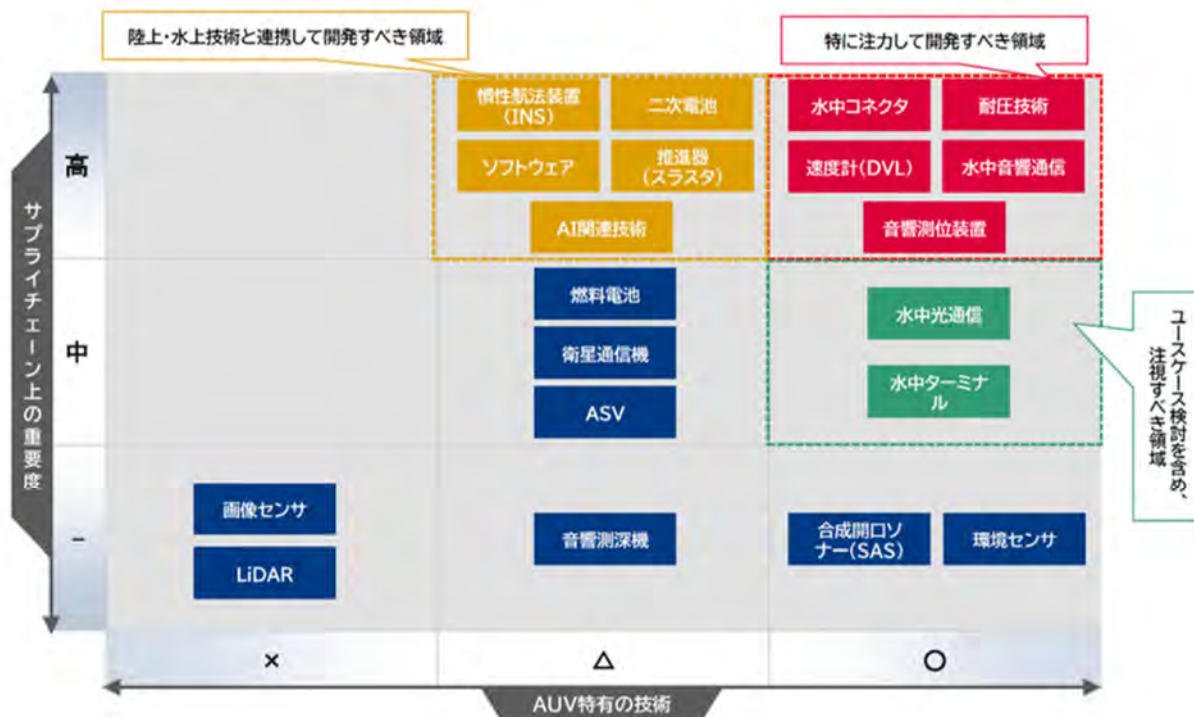 陸上・水上技術と連携して開発すべき領域
特に注力して開発すべき領域
サプライチェーン上の重要度
高
慣性航法装置
(INS)
二次電池
ソフトウェア
推進器
(スラスタ)
AI関連技術
水中コネクタ
耐圧技術
速度計(DVL)
水中音響通信
音響測位装置
中
燃料電池
衛星通信機
ASV
水中光通信
水中ターミナ
ル
ユースケース検討を含め、
注視すべき領域
–
画像センサ
LiDAR
音響測深機
合成開口ソ
ナー(SAS)
環境センサ
×
△
○
AUV特有の技術